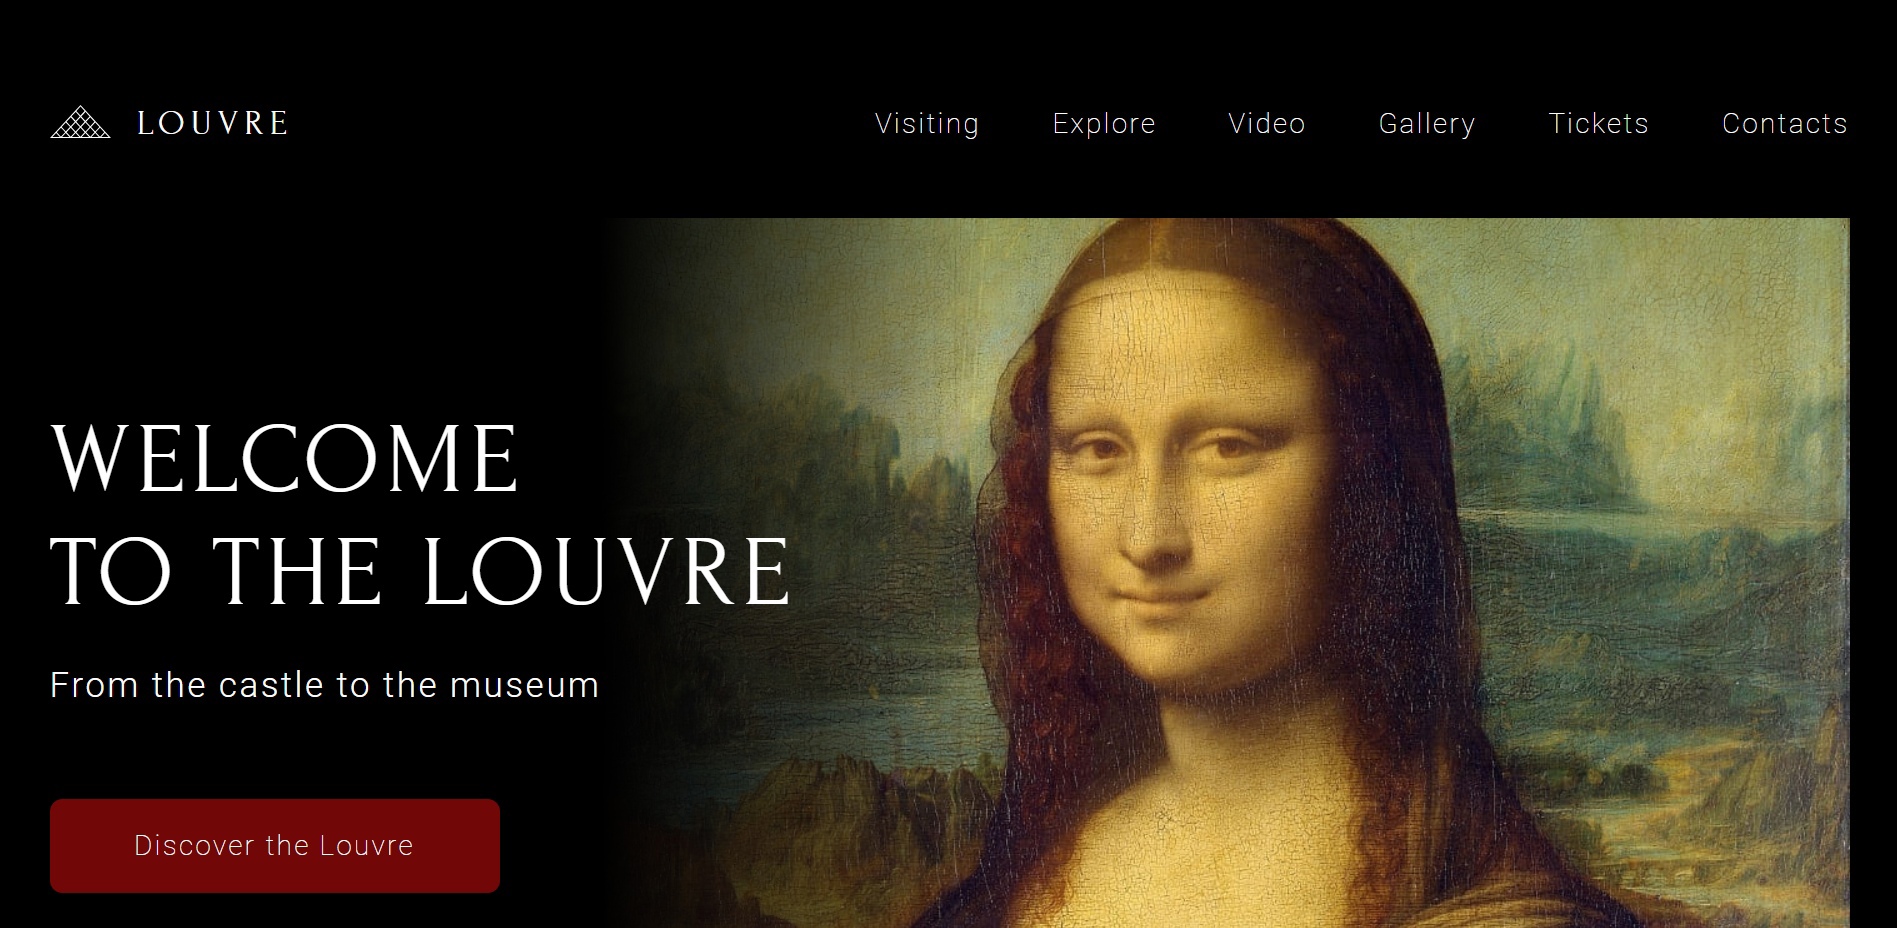 LOUVRE
Visiting Explore Video Gallery Tickets Contacts
WELCOME
TO THE LOUVRE
From the castle to the museum
Discover the Louvre